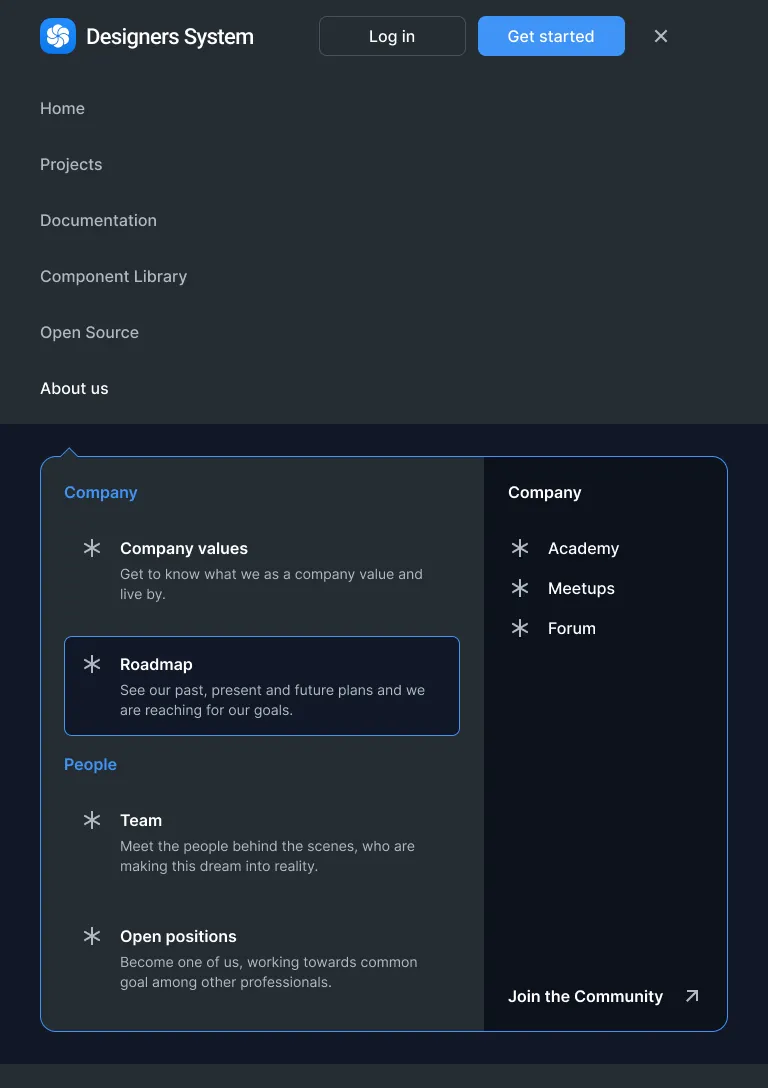 Designers System
Log in
Get started
Home
Projects
Documentation
Component Library
Open Source
About us
Company
Company values
Get to know what we as a company value and
live by.
Roadmap
See our past, present and future plans and we
are reaching for our goals.
People
Team
Meet the people behind the scenes, who are
making this dream into reality.
Open positions
Become one of us, working towards common
goal among other professionals.
Company
Academy
Meetups
Forum
Join the Community